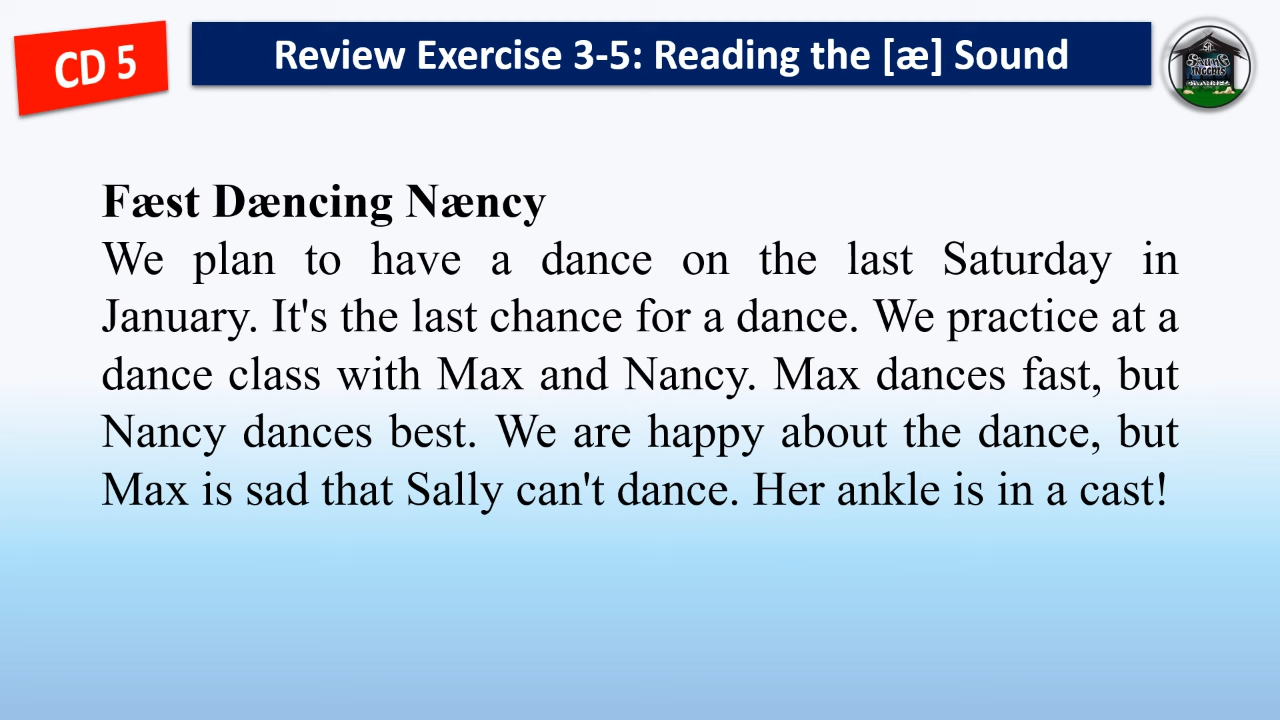 CD 5
Review Exercise 3-5: Reading the [æ] Sound
INGGRIS
Fæst Dæncing Næncy
We plan to have a dance on the last Saturday in
January. It's the last chance for a dance. We practice at a
dance class with Max and Nancy. Max dances fast, but
Nancy dances best. We are happy about the dance, but
Max is sad that Sally can't dance. Her ankle is in a cast!